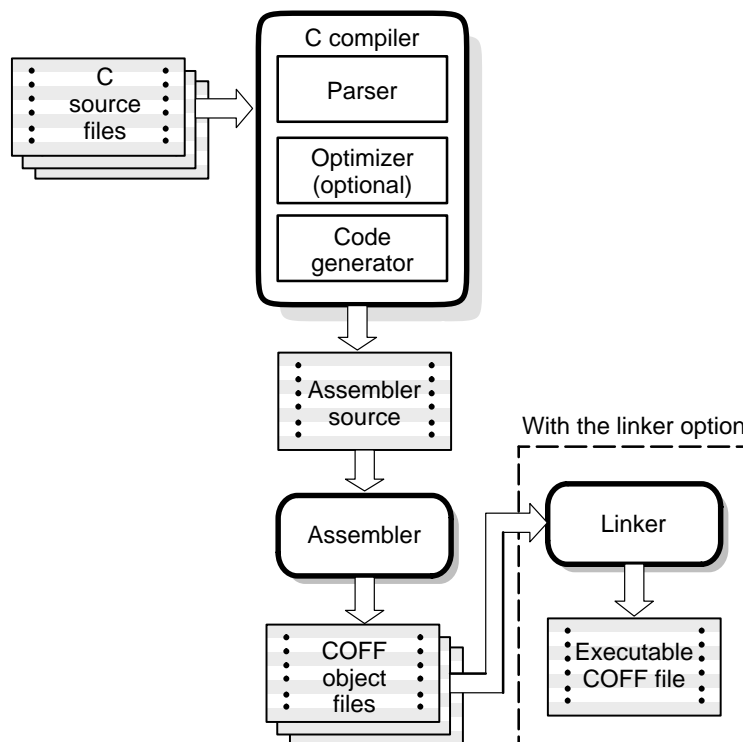 C compiler
C
source
files
Parser
Optimizer
(optional)
Code
generator
Assembler
source
With the linker option
Assembler
Linker
COFF
object
files
Executable
COFF file